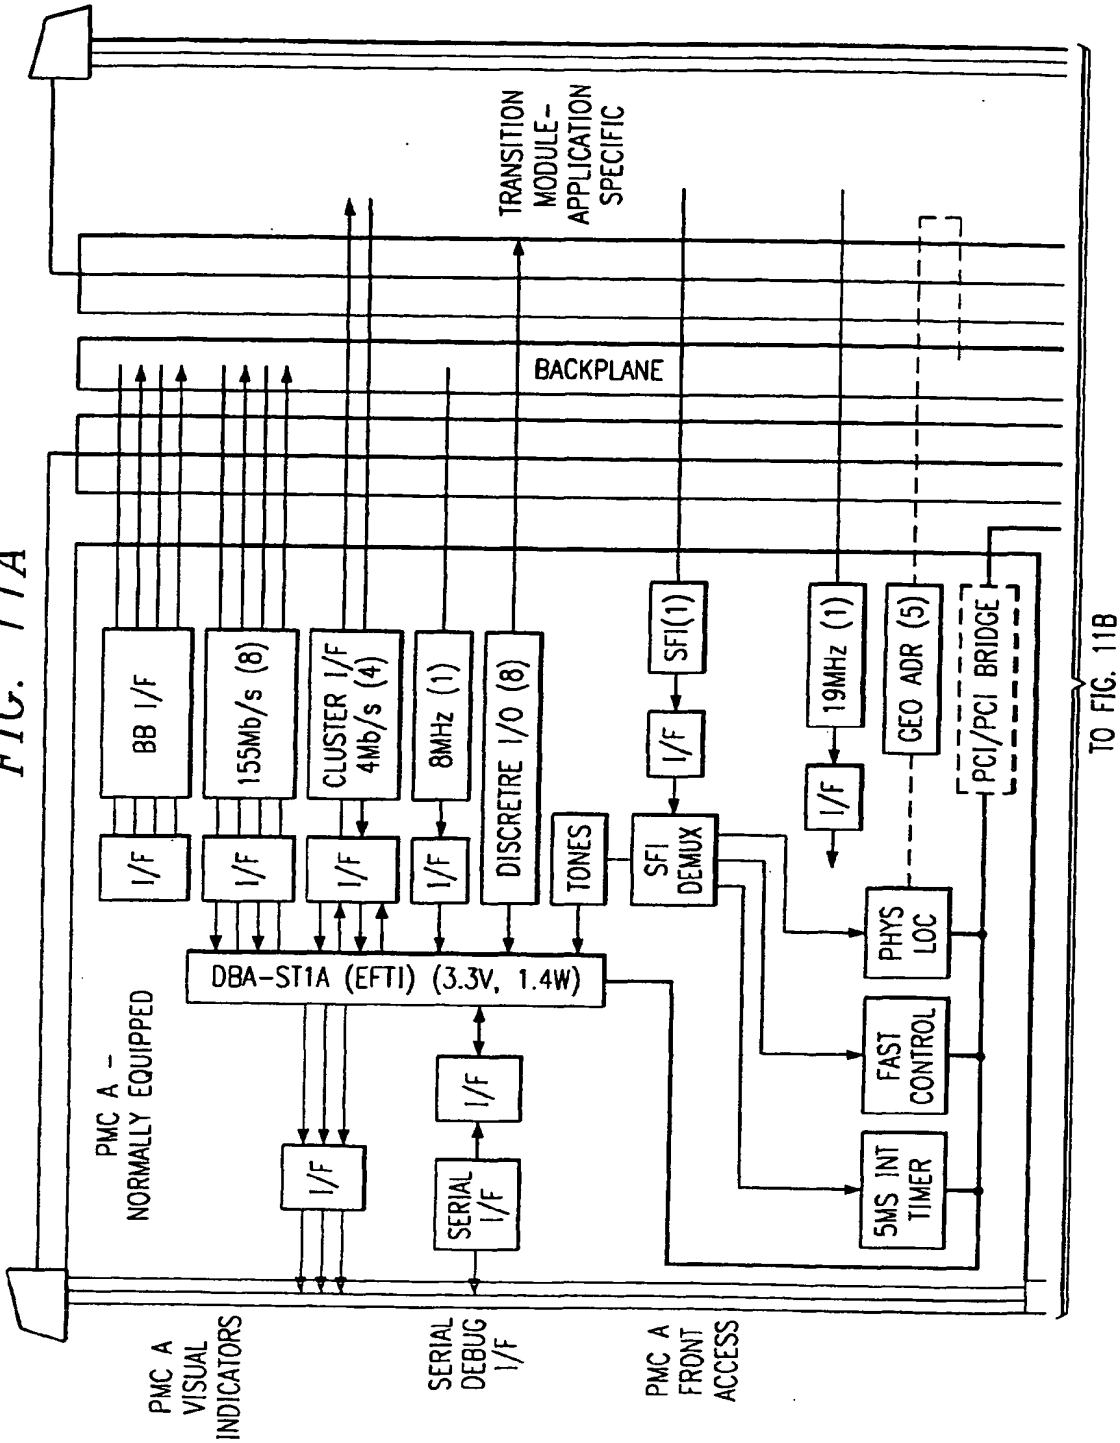 FIG. 11A
PMC A
VISUAL
INDICATORS
SERIAL
DEBUG
I/F
PMC A
FRONT
ACCESS
PMC A -
NORMALLY EQUIPPED
I/F
SERIAL
I/F
I/F
DBA-ST1A (EFTI) (3.3V, 1.4W)
I/F
I/F
I/F
I/F
BB I/F
155Mb/s (8)
CLUSTER I/F
4Mb/s (4)
8MHz (1)
DISCRETRE I/O (8)
TONES
SFI
DEMUX
I/F
SFI(1)
5MS INT
TIMER
FAST
CONTROL
PHYS
LOC
I/F
19MHz (1)
GEO ADR (5)
PCI/PCI BRIDGE
BACKPLANE
TRANSITION
MODULE-
APPLICATION
SPECIFIC
TO FIG. 11B